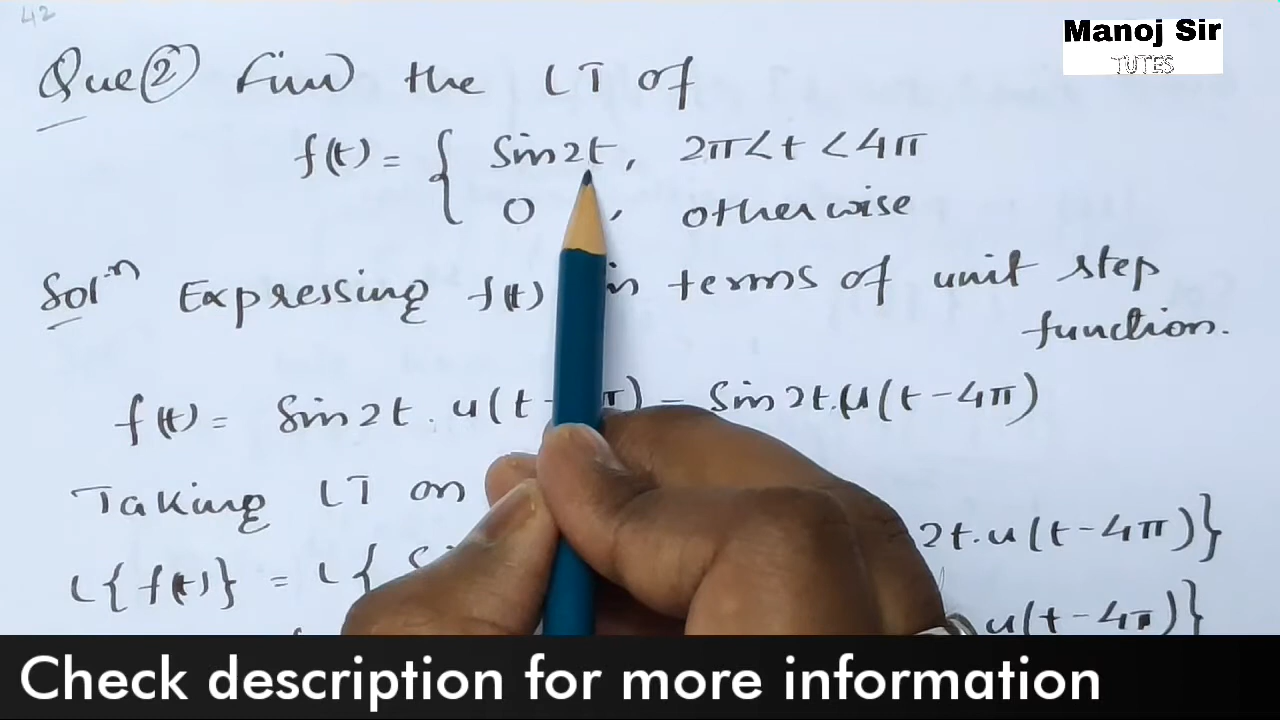 42
Manoj Sir
TUTES
Que② Find the LT of
f(t) = { sin2t, 2π<t<4π
0, otherwise
Solⁿ Expressing f(t) in terms of unit step
function.
f(t) = sin2t. u(t- π) - sin2t. u(t-4π)
Taking LT on
2t.u(t-4π)}
L{f(t)} = L{ S
u(t-4π)}
Check description for more information